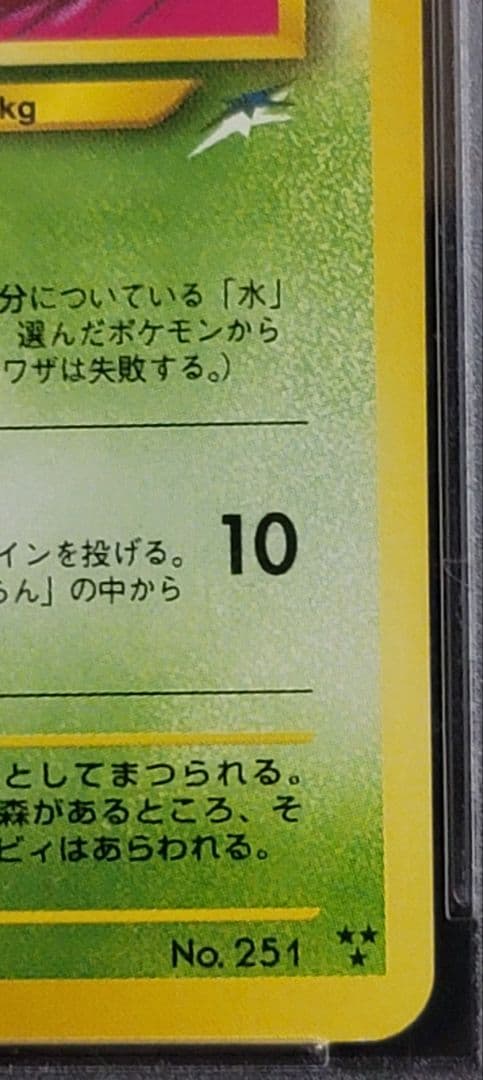 kg
分についている「水」
選んだポケモンから
ワザは失敗する。)
インを投げる。
10
らん」の中から
としてまつられる。
森があるところ、そ
ビィはあらわれる。
No. 251 ★★★